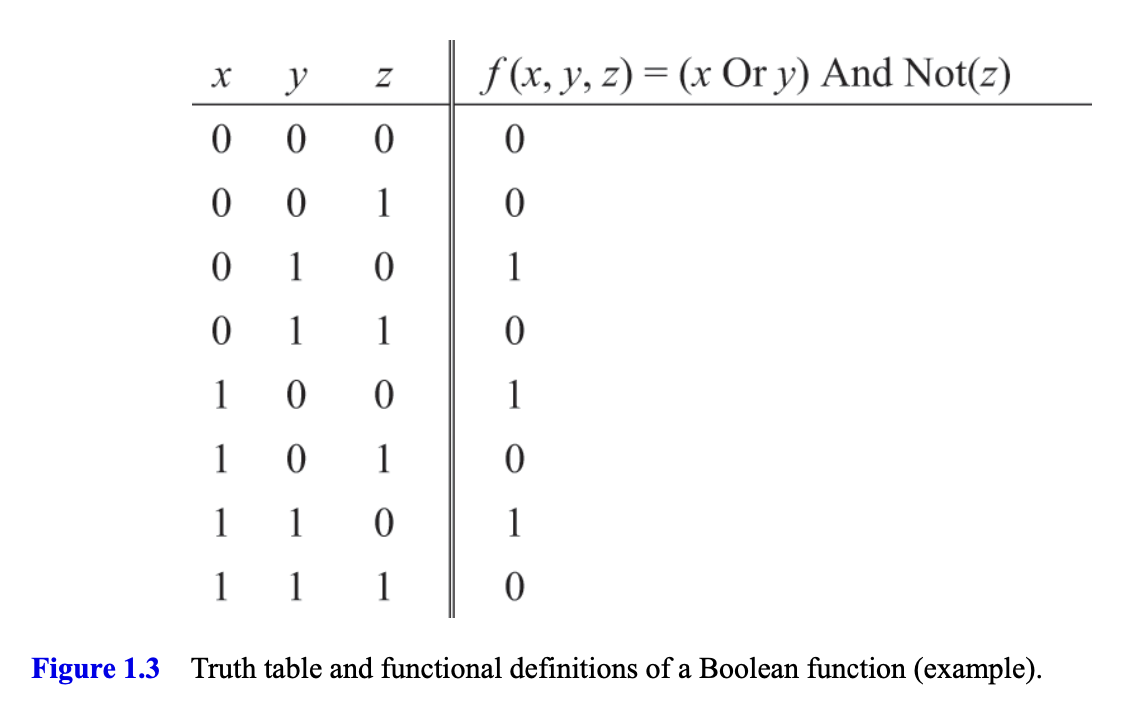 x y z f(x, y, z) = (x Or y) And Not(z)
0 0 0 0
0 0 1 0
0 1 0 1
0 1 1 0
1 0 0 1
1 0 1 0
1 1 0 1
1 1 1 0
Figure 1.3 Truth table and functional definitions of a Boolean function (example).